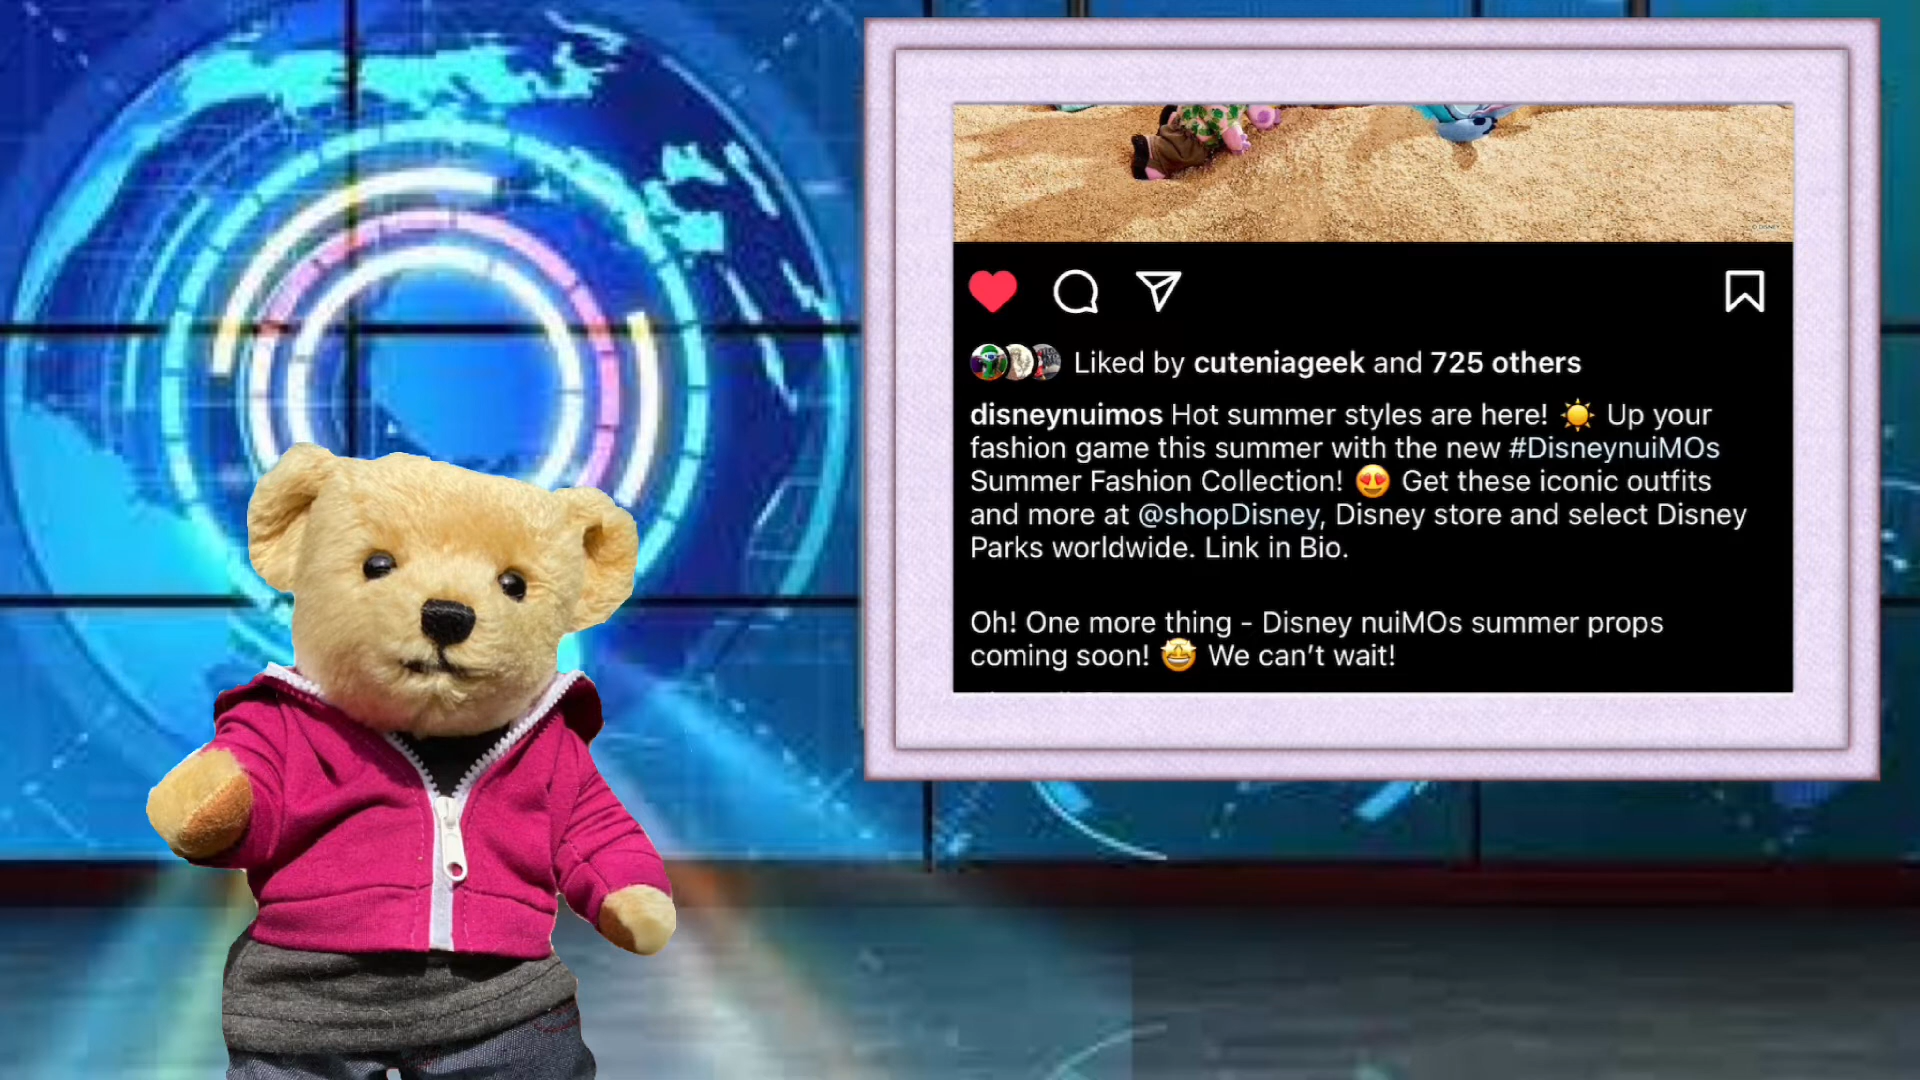 © DISNEY
Liked by cuteniageek and 725 others
disneynuimos Hot summer styles are here! ☀️ Up your
fashion game this summer with the new #DisneynuiMOs
Summer Fashion Collection! 😍 Get these iconic outfits
and more at @shopDisney, Disney store and select Disney
Parks worldwide. Link in Bio.
Oh! One more thing - Disney nuiMOs summer props
coming soon! 🤩 We can't wait!